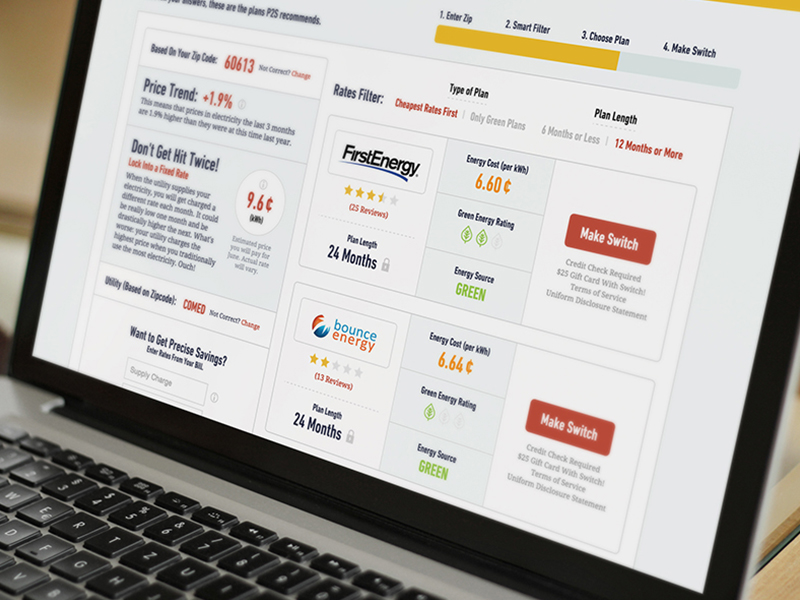 your answers, these are the plans P2S recommends.
1. Enter Zip
2. Smart Filter
3. Choose Plan
4. Make Switch
Based On Your Zip Code: 60613 Not Correct? Change
Price Trend: +1.9%
This means that prices in electricity the last 3 months
are 1.9% higher than they were at this time last year.
Don't Get Hit Twice!
Lock Into a Fixed Rate
When the utility supplies your
electricity, you will get charged a
different rate each month. It could
be really low one month and be
drastically higher the next. What's
worse: your utility charges the
highest price when you traditionally
use the most electricity. Ouch!
9.6¢
(kWh)
Estimated price
you will pay for
June. Actual rate
will vary.
Utility (Based on Zipcode): COMED Not Correct? Change
Want to Get Precise Savings?
Enter Rates From Your Bill.
Supply Charge
Rates Filter:
Type of Plan
Cheapest Rates First | Only Green Plans
Plan Length
6 Months or Less | 12 Months or More
FirstEnergy
(25 Reviews)
Plan Length
24 Months
Energy Cost (per kWh)
6.60¢
Green Energy Rating
Energy Source
GREEN
Make Switch
Credit Check Required
$25 Gift Card With Switch!
Terms of Service
Uniform Disclosure Statement
bounce
energy
(13 Reviews)
Plan Length
24 Months
Energy Cost (per kWh)
6.64¢
Green Energy Rating
Energy Source
GREEN
Make Switch
Credit Check Required
$25 Gift Card With Switch!
Terms of Service
Uniform Disclosure Statement